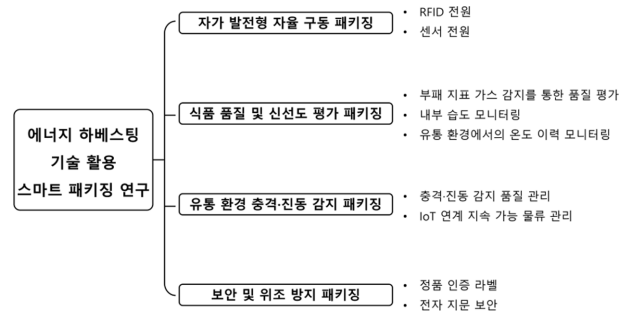 에너지 하베스팅
기술 활용
스마트 패키징 연구
자가 발전형 자율 구동 패키징
• RFID 전원
• 센서 전원
식품 품질 및 신선도 평가 패키징
• 부패 지표 가스 감지를 통한 품질 평가
• 내부 습도 모니터링
• 유통 환경에서의 온도 이력 모니터링
유통 환경 충격·진동 감지 패키징
• 충격·진동 감지 품질 관리
• IoT 연계 지속 가능 물류 관리
보안 및 위조 방지 패키징
• 정품 인증 라벨
• 전자 지문 보안